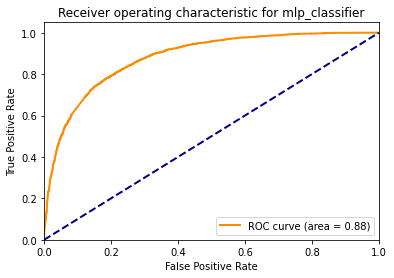 Receiver operating characteristic for mlp_classifier
True Positive Rate
1.0
0.8
0.6
0.4
0.2
0.0
ROC curve (area = 0.88)
0.0 0.2 0.4 0.6 0.8 1.0
False Positive Rate